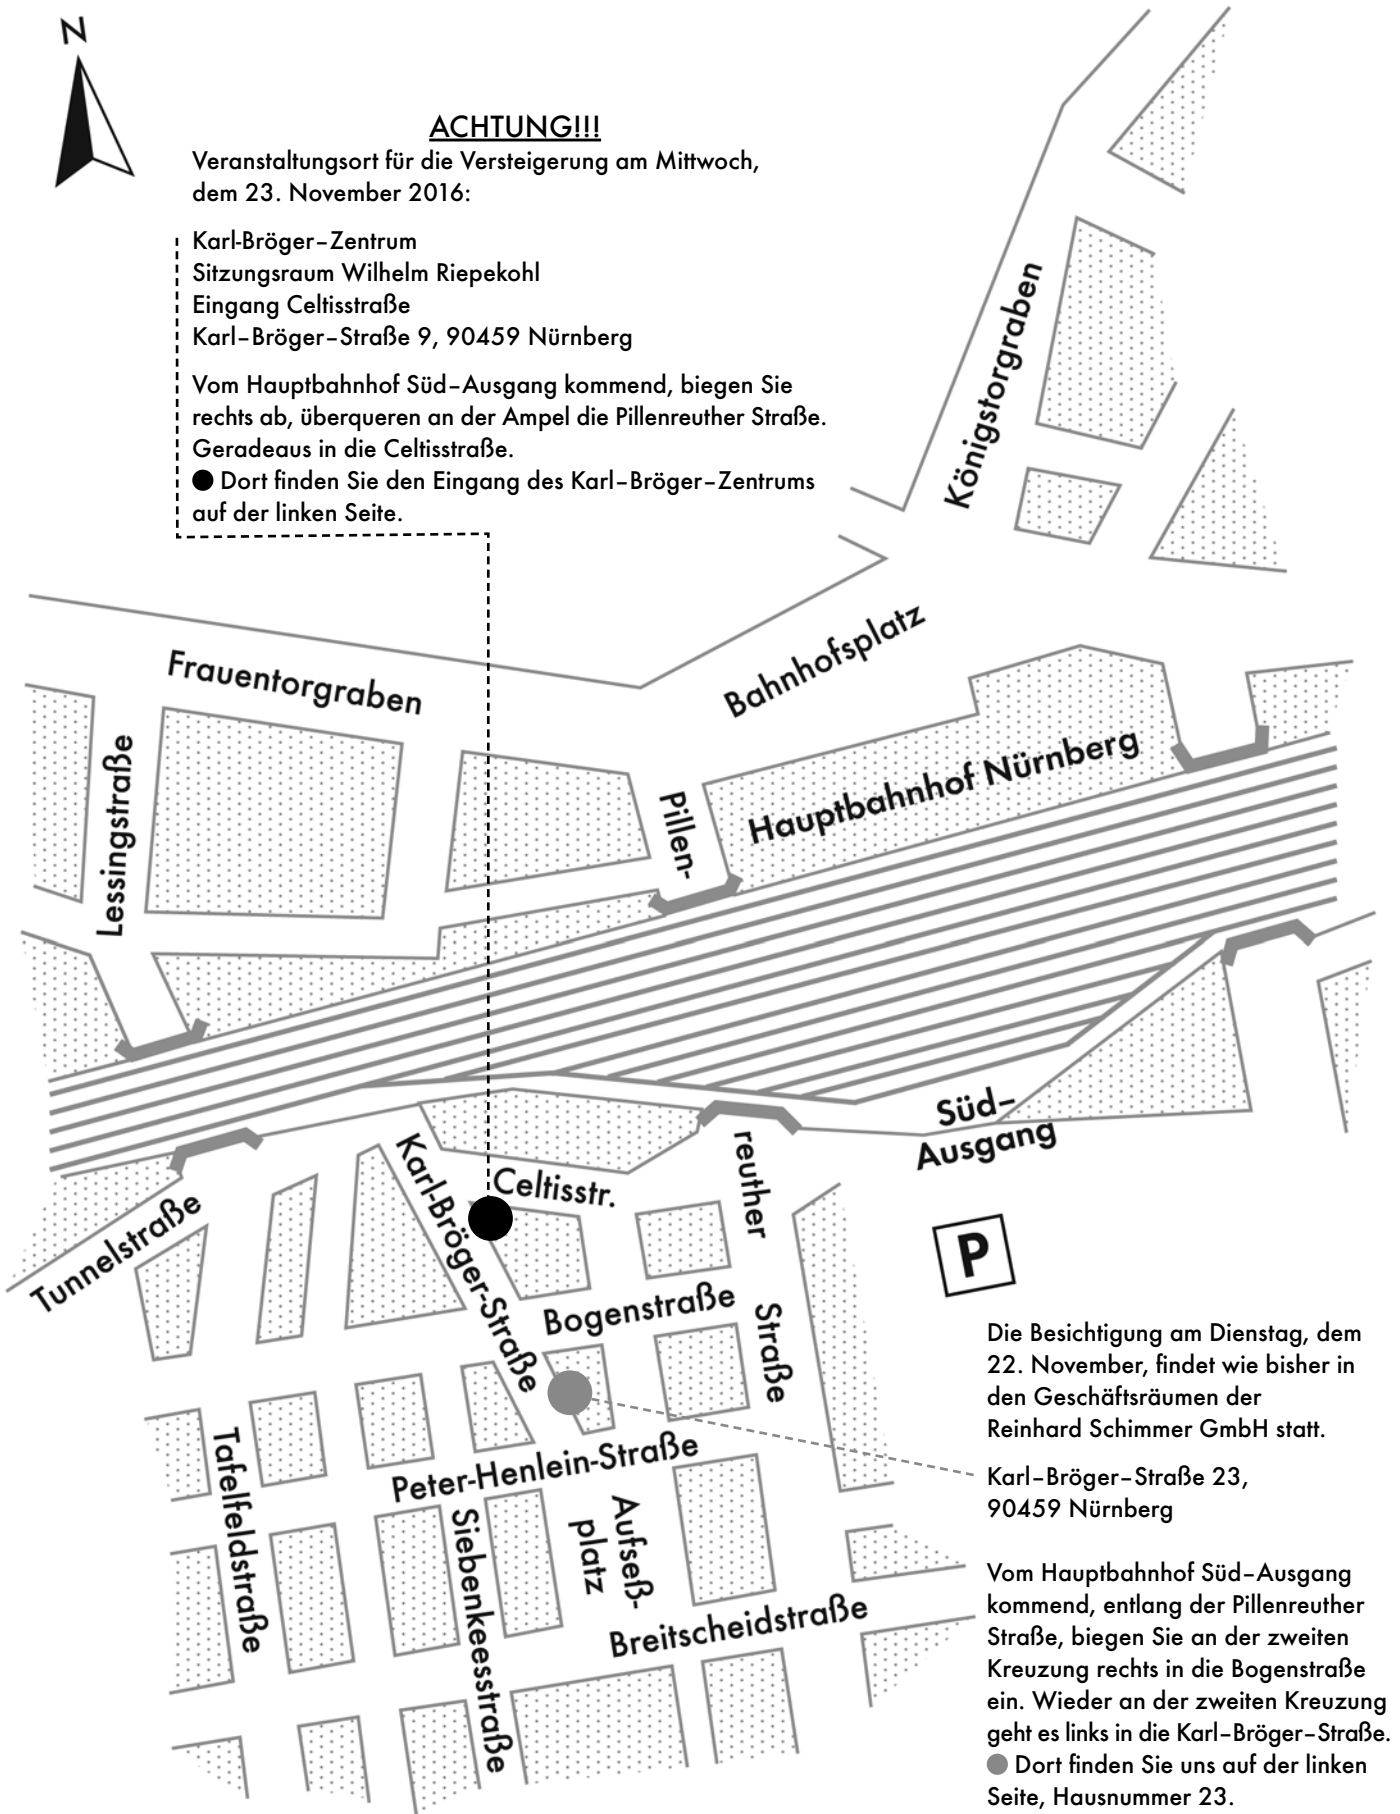 N
ACHTUNG!!!
Veranstaltungsort für die Versteigerung am Mittwoch,
dem 23. November 2016:
Karl-Bröger–Zentrum
Sitzungsraum Wilhelm Riepekohl
Eingang Celtisstraße
Karl–Bröger–Straße 9, 90459 Nürnberg
Vom Hauptbahnhof Süd–Ausgang kommend, biegen Sie
rechts ab, überqueren an der Ampel die Pillenreuther Straße.
Geradeaus in die Celtisstraße.
Dort finden Sie den Eingang des Karl–Bröger–Zentrums
auf der linken Seite.
Königstorgraben
Bahnhofsplatz
Frauentorgraben
Lessingstraße
Pillen-
Hauptbahnhof Nürnberg
Süd–
Ausgang
reuther
Straße
Karl-Bröger-Straße
Celtisstr.
Tunnelstraße
P
Bogenstraße
Peter-Henlein-Straße
Tafelfeldstraße
Siebenkeesstraße
Aufseß-
platz
Breitscheidstraße
Die Besichtigung am Dienstag, dem
22. November, findet wie bisher in
den Geschäftsräumen der
Reinhard Schimmer GmbH statt.
Karl–Bröger–Straße 23,
90459 Nürnberg
Vom Hauptbahnhof Süd–Ausgang
kommend, entlang der Pillenreuther
Straße, biegen Sie an der zweiten
Kreuzung rechts in die Bogenstraße
ein. Wieder an der zweiten Kreuzung
geht es links in die Karl–Bröger–Straße.
Dort finden Sie uns auf der linken
Seite, Hausnummer 23.